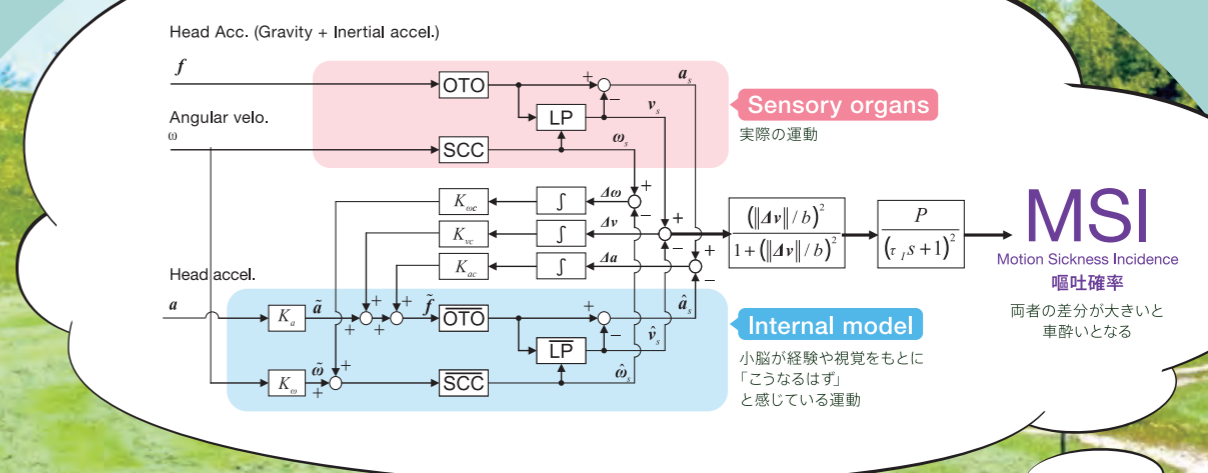 Head Acc. (Gravity + Inertial accel.)
f
OTO
+
a_s
−
LP
v_s
Sensory organs
実際の運動
Angular velo.
ω
SCC
ω_s
K_ωc
∫
Δω
+
−
K_vc
∫
Δv
+
−
K_ac
∫
Δa
+
−
(‖Δv‖ / b)²
1 + (‖Δv‖ / b)²
P
(τ_I s + 1)²
MSI
Motion Sickness Incidence
嘔吐確率
両者の差分が大きいと
車酔いとなる
Head accel.
a
K_a
ã
+
+
+
+
f̃
O̅T̅O̅
+
−
â_s
L̅P̅
v̂_s
Internal model
小脳が経験や視覚をもとに
「こうなるはず」
と感じている運動
K_ω
ω̃
+
+
S̅C̅C̅
ω̂_s